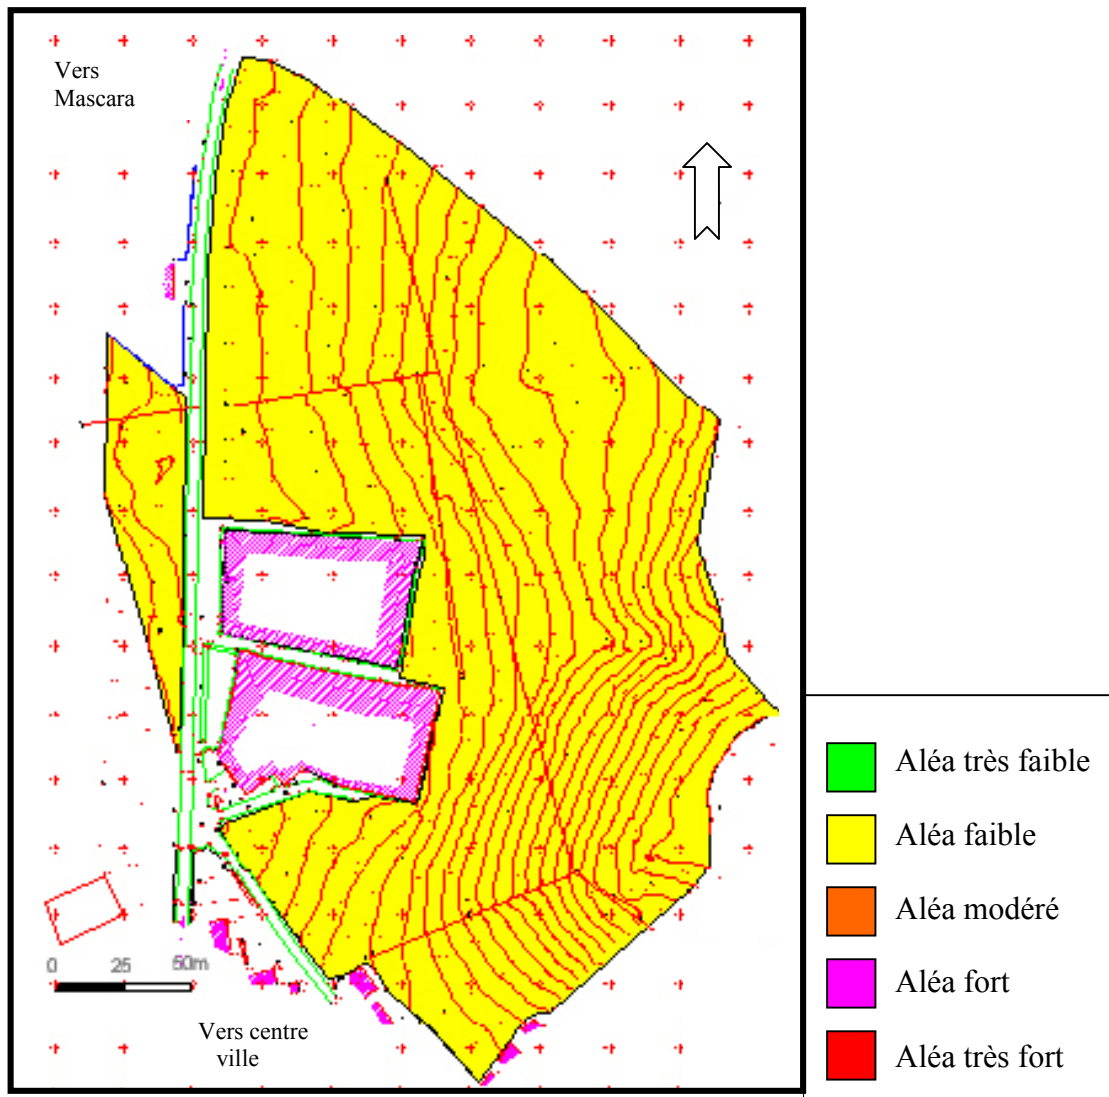 Vers
Mascara
0 25 50m
Vers centre
ville
Aléa très faible
Aléa faible
Aléa modéré
Aléa fort
Aléa très fort